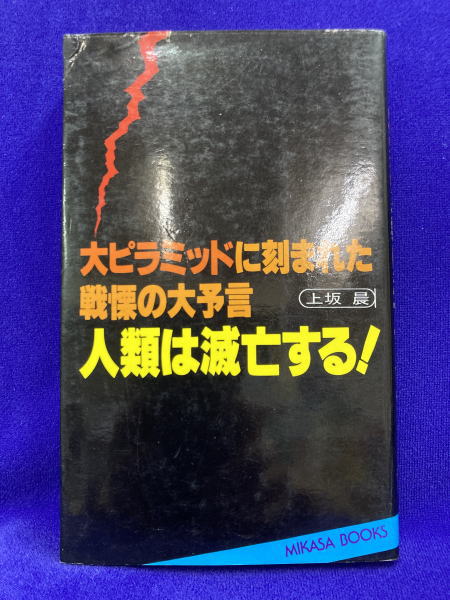 大ピラミッドに刻まれた
戦慄の大予言
上坂 晨
人類は滅亡する!
MIKASA BOOKS